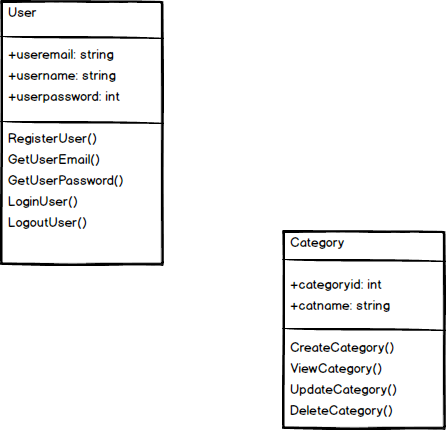 User
+useremail: string
+username: string
+userpassword: int
RegisterUser()
GetUserEmail()
GetUserPassword()
LoginUser()
LogoutUser()
Category
+categoryid: int
+catname: string
CreateCategory()
ViewCategory()
UpdateCategory()
DeleteCategory()